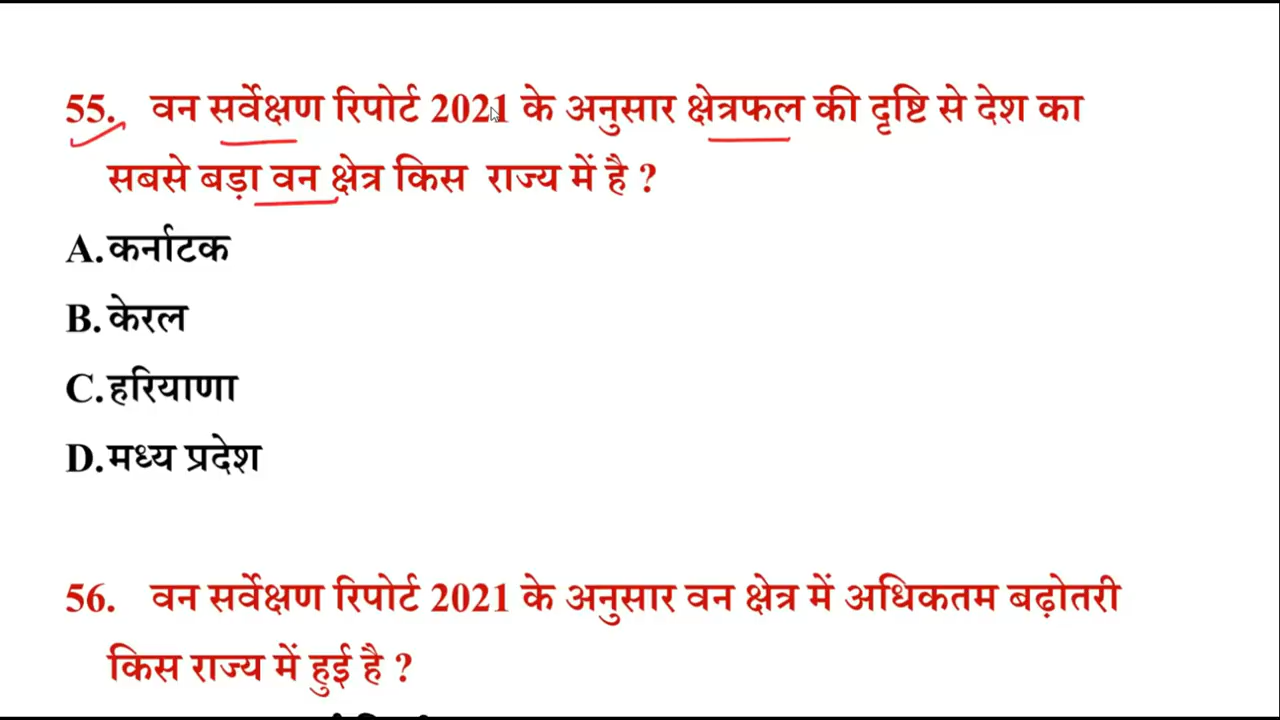 55. वन सर्वेक्षण रिपोर्ट 2021 के अनुसार क्षेत्रफल की दृष्टि से देश का
सबसे बड़ा वन क्षेत्र किस राज्य में है ?
A. कर्नाटक
B. केरल
C. हरियाणा
D. मध्य प्रदेश
56. वन सर्वेक्षण रिपोर्ट 2021 के अनुसार वन क्षेत्र में अधिकतम बढ़ोतरी
किस राज्य में हुई है ?